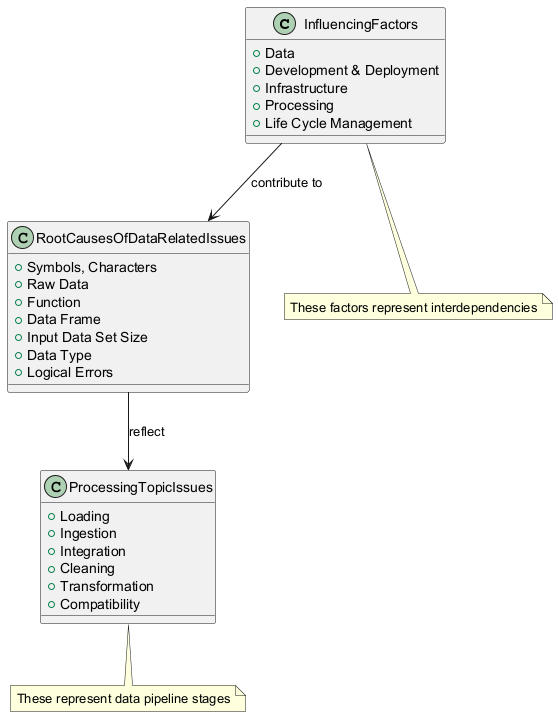 C InfluencingFactors
Data
Development & Deployment
Infrastructure
Processing
Life Cycle Management
contribute to
C RootCausesOfDataRelatedIssues
Symbols, Characters
Raw Data
Function
Data Frame
Input Data Set Size
Data Type
Logical Errors
These factors represent interdependencies
reflect
C ProcessingTopicIssues
Loading
Ingestion
Integration
Cleaning
Transformation
Compatibility
These represent data pipeline stages